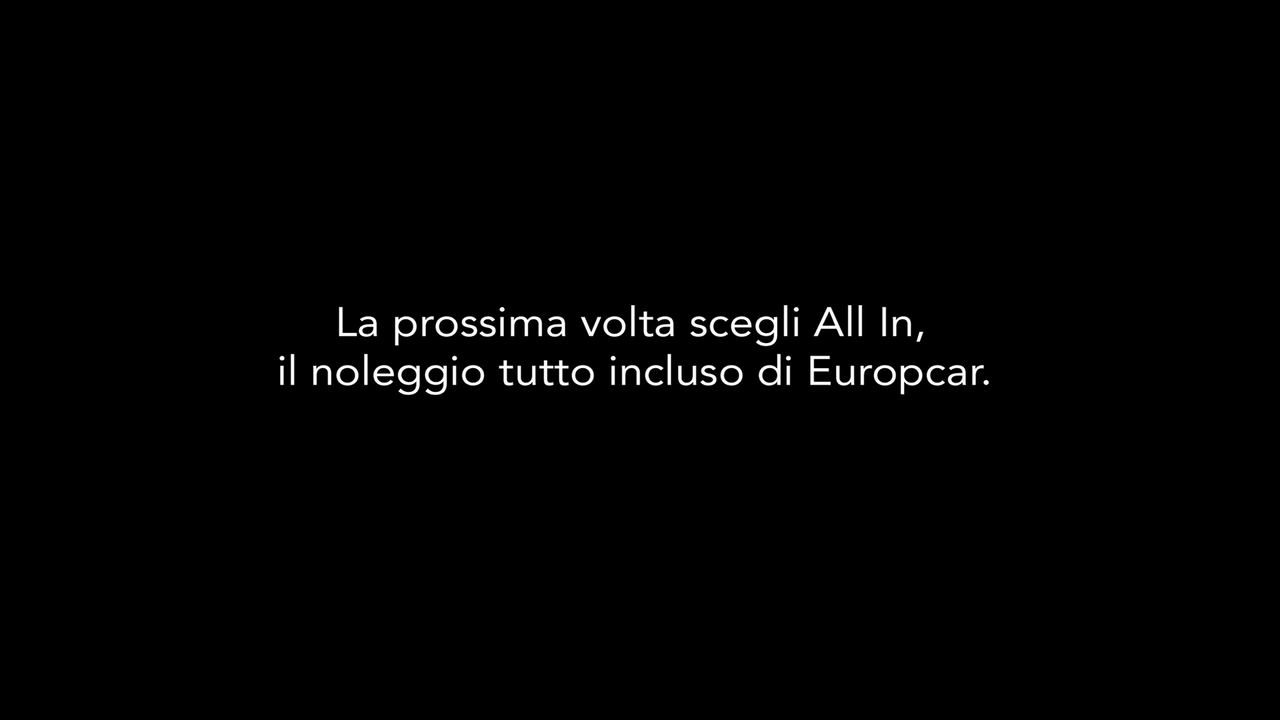 La prossima volta scegli All In,
il noleggio tutto incluso di Europcar.